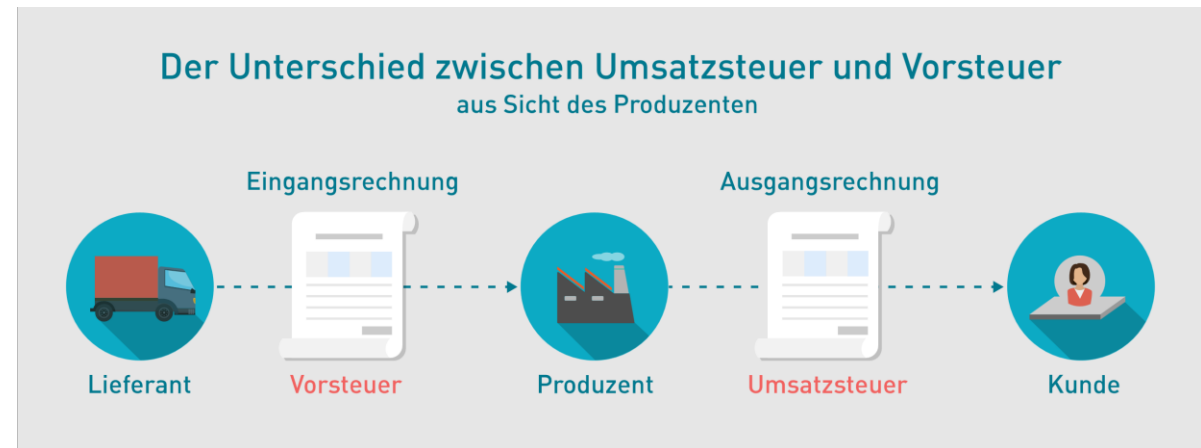 Der Unterschied zwischen Umsatzsteuer und Vorsteuer
aus Sicht des Produzenten
Eingangsrechnung
Ausgangsrechnung
Lieferant
Vorsteuer
Produzent
Umsatzsteuer
Kunde